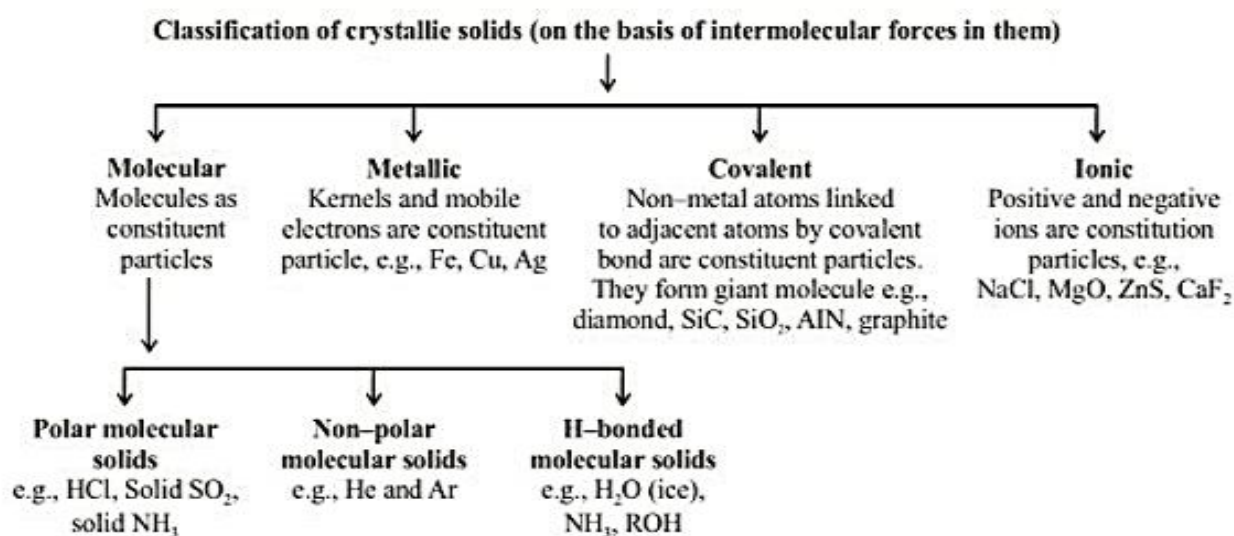 Classification of crystallie solids (on the basis of intermolecular forces in them)
Molecular
Molecules as
constituent
particles
Metallic
Kernels and mobile
electrons are constituent
particle, e.g., Fe, Cu, Ag
Covalent
Non–metal atoms linked
to adjacent atoms by covalent
bond are constituent particles.
They form giant molecule e.g.,
diamond, SiC, SiO₂, AIN, graphite
Ionic
Positive and negative
ions are constitution
particles, e.g.,
NaCl, MgO, ZnS, CaF₂
Polar molecular
solids
e.g., HCl, Solid SO₂,
solid NH₃
Non–polar
molecular solids
e.g., He and Ar
H–bonded
molecular solids
e.g., H₂O (ice),
NH₃, ROH